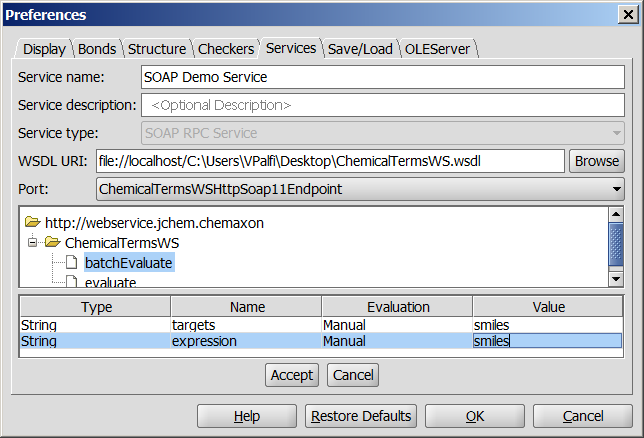 Preferences
Display Bonds Structure Checkers Services Save/Load OLEServer
Service name: SOAP Demo Service
Service description: <Optional Description>
Service type: SOAP RPC Service
WSDL URI: file://localhost/C:\Users\VPalfi\Desktop\ChemicalTermsWS.wsdl Browse
Port: ChemicalTermsWSHttpSoap11Endpoint
http://webservice.jchem.chemaxon
ChemicalTermsWS
batchEvaluate
evaluate
Type Name Evaluation Value
String targets Manual smiles
String expression Manual smiles
Accept Cancel
Help Restore Defaults OK Cancel